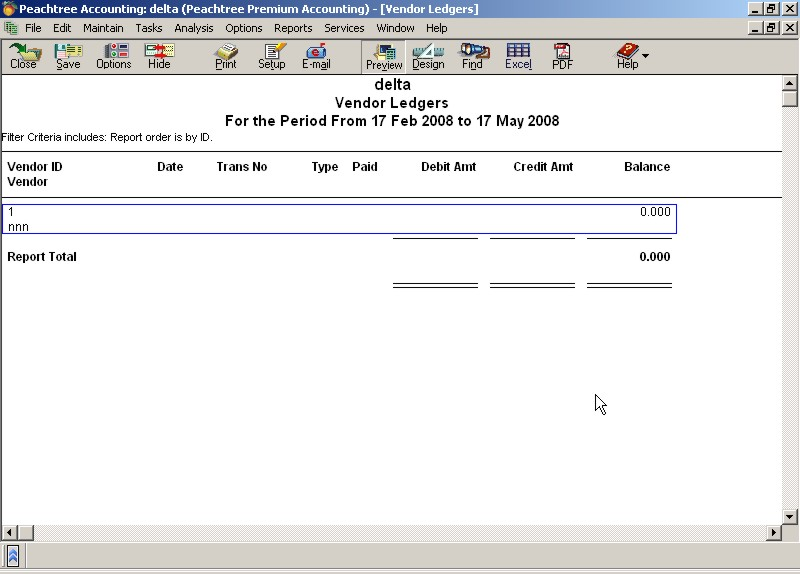 Peachtree Accounting: delta (Peachtree Premium Accounting) - [Vendor Ledgers]
File Edit Maintain Tasks Analysis Options Reports Services Window Help
Close Save Options Hide Print Setup E-mail Preview Design Find Excel PDF Help
delta
Vendor Ledgers
For the Period From 17 Feb 2008 to 17 May 2008
Filter Criteria includes: Report order is by ID.
Vendor ID Date Trans No Type Paid Debit Amt Credit Amt Balance
Vendor
1 0.000
nnn
Report Total 0.000